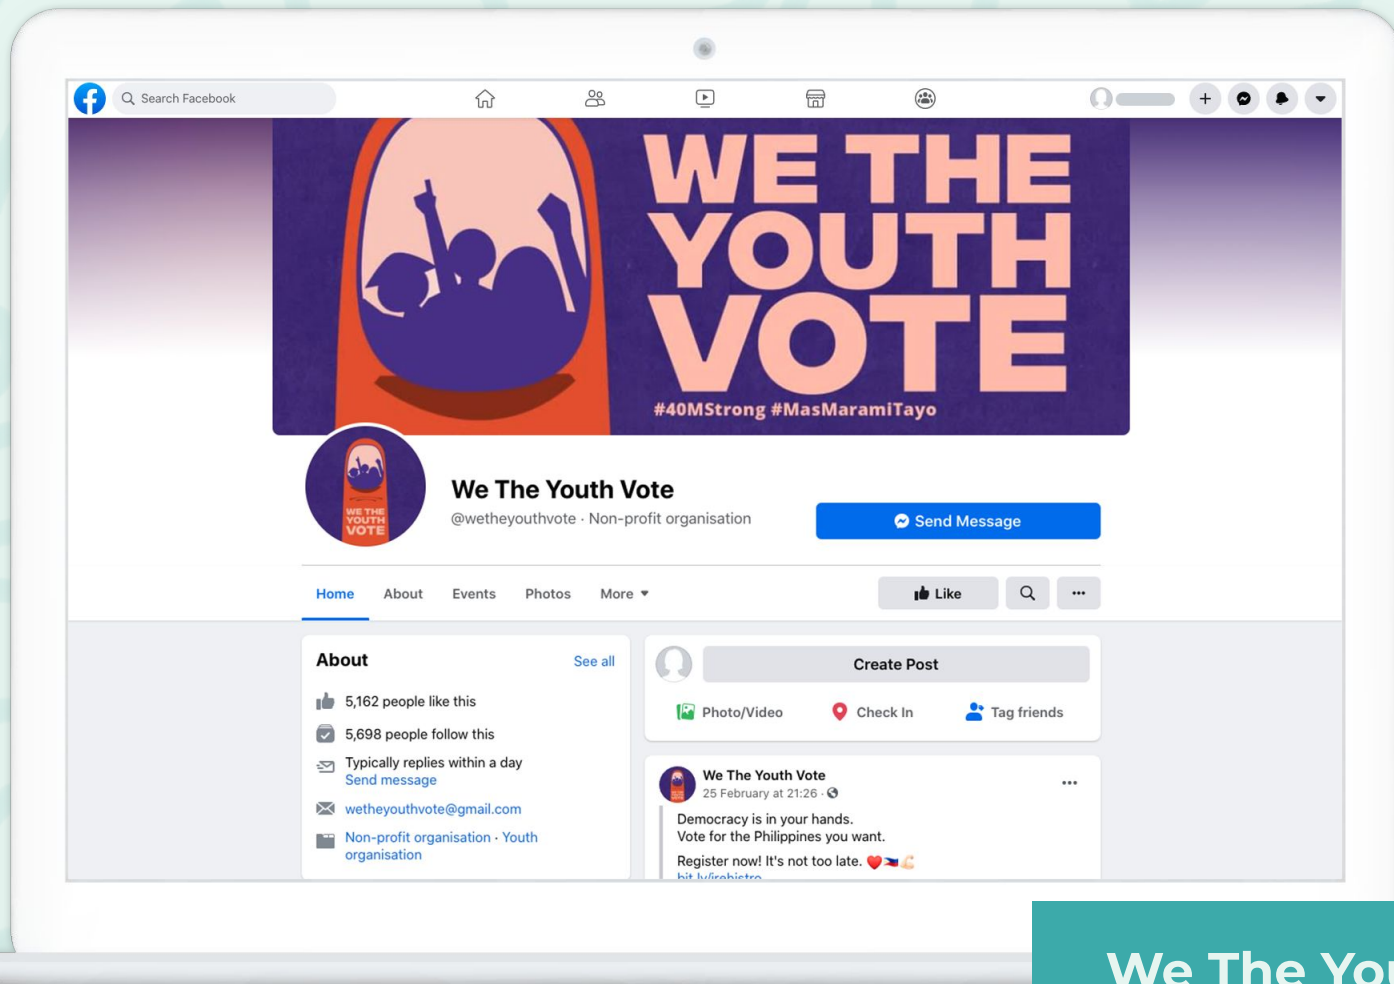 Search Facebook
WE THE
YOUTH
VOTE
#40MStrong #MasMaramiTayo
WE THE
YOUTH
VOTE
We The Youth Vote
@wetheyouthvote · Non-profit organisation
Send Message
Home About Events Photos More
Like
About See all
5,162 people like this
5,698 people follow this
Typically replies within a day
Send message
wetheyouthvote@gmail.com
Non-profit organisation · Youth
organisation
Create Post
Photo/Video Check In Tag friends
We The Youth Vote
25 February at 21:26 ·
Democracy is in your hands.
Vote for the Philippines you want.
Register now! It's not too late. ❤️🇵🇭💪🏻
bit.ly/irehistro
We The You